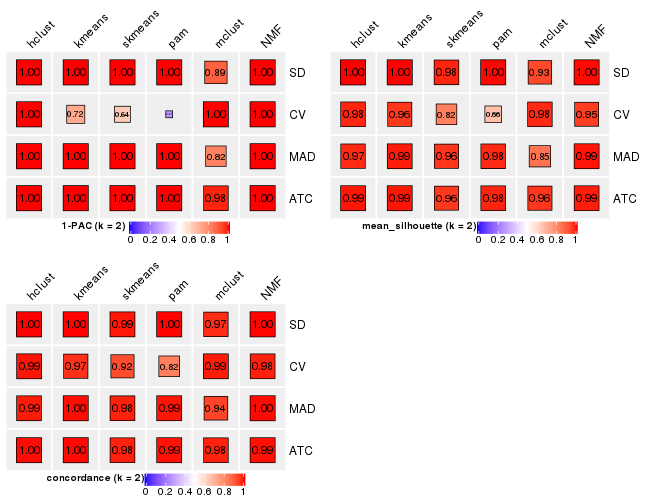 hclust kmeans skmeans pam mclust NMF
1.00 1.00 1.00 1.00 0.89 1.00 SD
1.00 0.72 0.64 1.00 1.00 CV
1.00 1.00 1.00 1.00 0.82 1.00 MAD
1.00 1.00 1.00 1.00 0.98 1.00 ATC
1-PAC (k = 2)
0 0.2 0.4 0.6 0.8 1
hclust kmeans skmeans pam mclust NMF
1.00 1.00 0.98 1.00 0.93 1.00 SD
0.98 0.96 0.82 0.66 0.98 0.95 CV
0.97 0.99 0.96 0.98 0.85 0.99 MAD
0.99 0.99 0.96 0.98 0.96 0.99 ATC
mean_silhouette (k = 2)
0 0.2 0.4 0.6 0.8 1
hclust kmeans skmeans pam mclust NMF
1.00 1.00 0.99 1.00 0.97 1.00 SD
0.99 0.97 0.92 0.82 0.99 0.98 CV
0.99 1.00 0.98 0.99 0.94 1.00 MAD
1.00 1.00 0.98 0.99 0.98 0.99 ATC
concordance (k = 2)
0 0.2 0.4 0.6 0.8 1